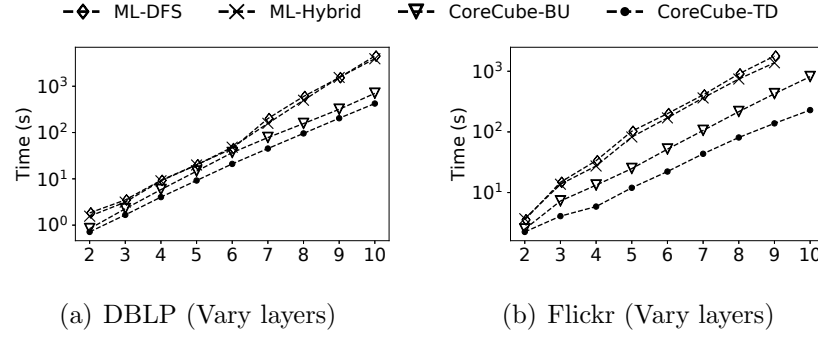 ML-DFS ML-Hybrid CoreCube-BU CoreCube-TD
10³
10²
10¹
10⁰
Time (s)
2 3 4 5 6 7 8 9 10
(a) DBLP (Vary layers)
10³
10²
10¹
Time (s)
2 3 4 5 6 7 8 9 10
(b) Flickr (Vary layers)